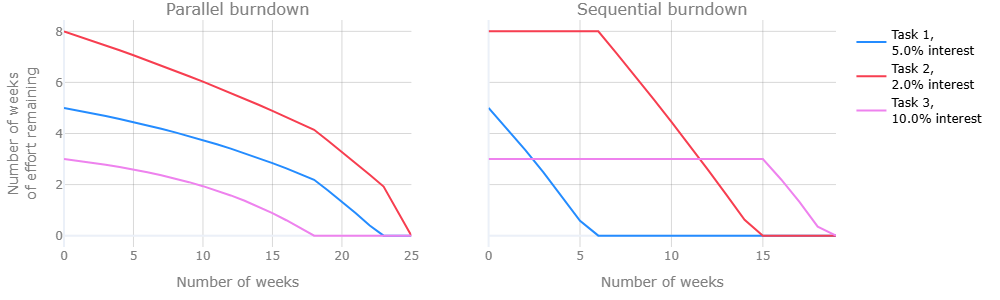 Parallel burndown
Sequential burndown
Number of weeks
of effort remaining
8
6
4
2
0
0
5
10
15
20
25
Number of weeks
0
5
10
15
Number of weeks
Task 1,
5.0% interest
Task 2,
2.0% interest
Task 3,
10.0% interest